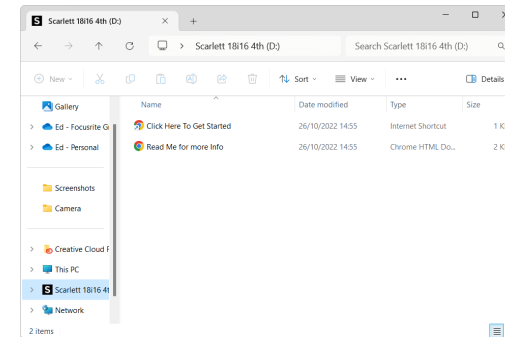 S Scarlett 18i16 4th (D:)
Scarlett 18i16 4th (D:)
Search Scarlett 18i16 4th (D:)
New
Sort
View
Details
Name
Date modified
Type
Size
Gallery
Ed - Focusrite G
Ed - Personal
Screenshots
Camera
Creative Cloud F
This PC
S Scarlett 18i16 4t
Network
Click Here To Get Started 26/10/2022 14:55 Internet Shortcut 1 K
Read Me for more Info 26/10/2022 14:55 Chrome HTML Do... 2 K
2 items